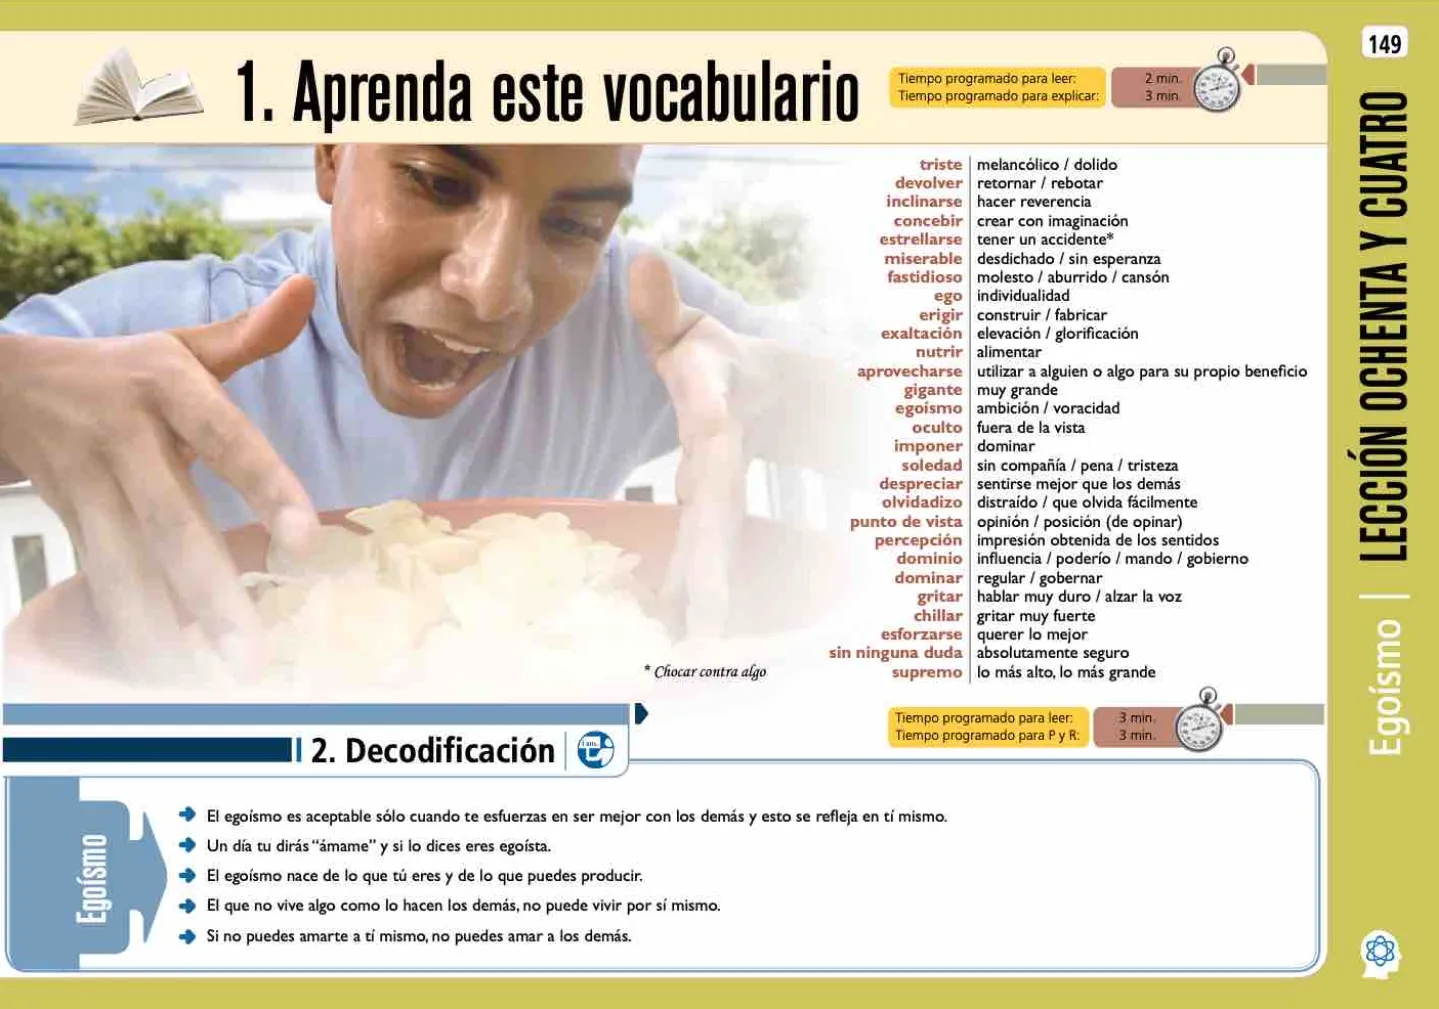 149
1. Aprenda este vocabulario
Tiempo programado para leer: 2 min.
Tiempo programado para explicar: 3 min.
triste melancólico / dolido
devolver retornar / rebotar
inclinarse hacer reverencia
concebir crear con imaginación
estrellarse tener un accidente*
miserable desdichado / sin esperanza
fastidioso molesto / aburrido / cansón
ego individualidad
erigir construir / fabricar
exaltación elevación / glorificación
nutrir alimentar
aprovecharse utilizar a alguien o algo para su propio beneficio
gigante muy grande
egoísmo ambición / voracidad
oculto fuera de la vista
imponer dominar
soledad sin compañía / pena / tristeza
despreciar sentirse mejor que los demás
olvidadizo distraído / que olvida fácilmente
punto de vista opinión / posición (de opinar)
percepción impresión obtenida de los sentidos
dominio influencia / poderío / mando / gobierno
dominar regular / gobernar
gritar hablar muy duro / alzar la voz
chillar gritar muy fuerte
esforzarse querer lo mejor
sin ninguna duda absolutamente seguro
supremo lo más alto, lo más grande
* Chocar contra algo
LECCIÓN OCHENTA Y CUATRO
Egoísmo
2. Decodificación
Tiempo programado para leer: 3 min.
Tiempo programado para P y R: 3 min.
Egoísmo
El egoísmo es aceptable sólo cuando te esfuerzas en ser mejor con los demás y esto se refleja en tí mismo.
Un día tu dirás “ámame” y si lo dices eres egoísta.
El egoísmo nace de lo que tú eres y de lo que puedes producir.
El que no vive algo como lo hacen los demás, no puede vivir por sí mismo.
Si no puedes amarte a tí mismo, no puedes amar a los demás.